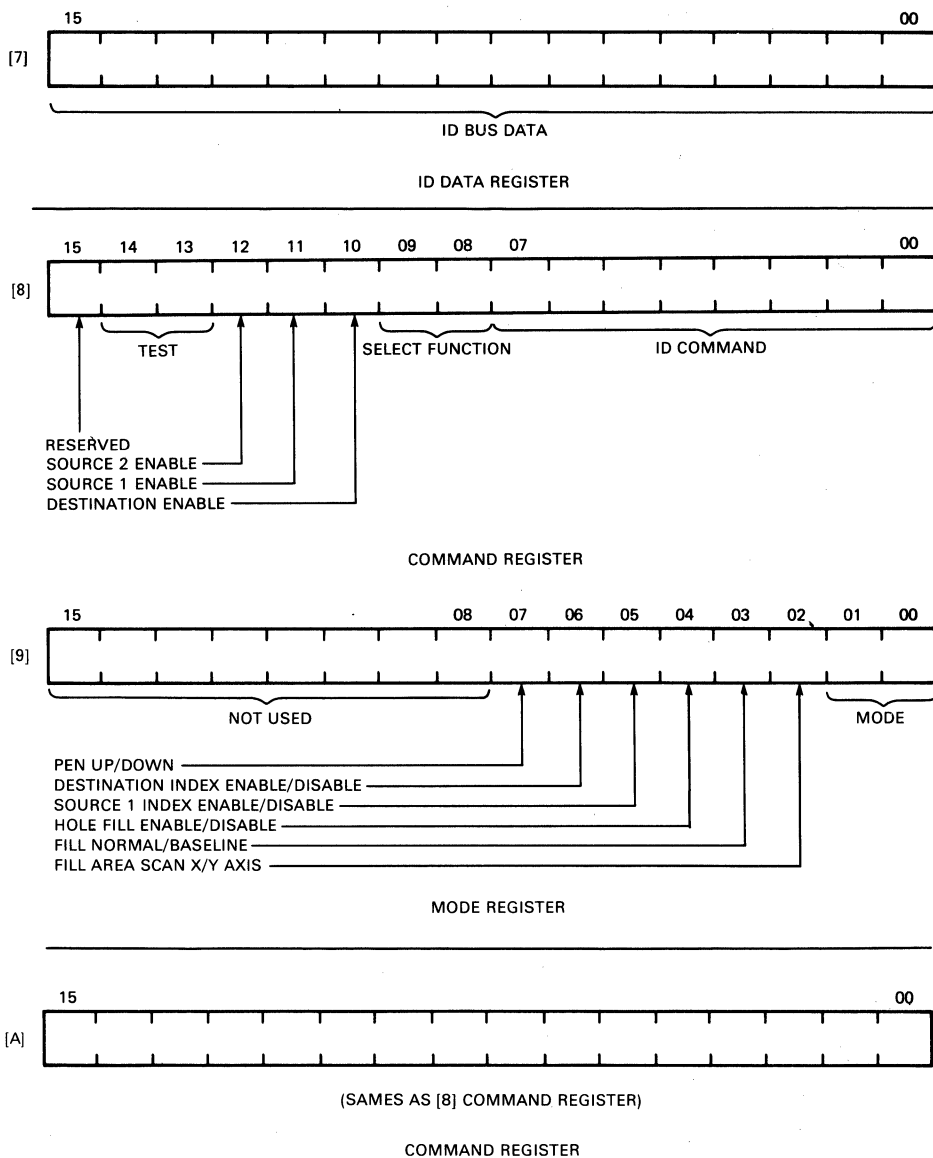 15 00
[7]
ID BUS DATA
ID DATA REGISTER
15 14 13 12 11 10 09 08 07 00
[8]
TEST SELECT FUNCTION ID COMMAND
RESERVED
SOURCE 2 ENABLE
SOURCE 1 ENABLE
DESTINATION ENABLE
COMMAND REGISTER
15 08 07 06 05 04 03 02 01 00
[9]
NOT USED MODE
PEN UP/DOWN
DESTINATION INDEX ENABLE/DISABLE
SOURCE 1 INDEX ENABLE/DISABLE
HOLE FILL ENABLE/DISABLE
FILL NORMAL/BASELINE
FILL AREA SCAN X/Y AXIS
MODE REGISTER
15 00
[A]
(SAMES AS [8] COMMAND REGISTER)
COMMAND REGISTER